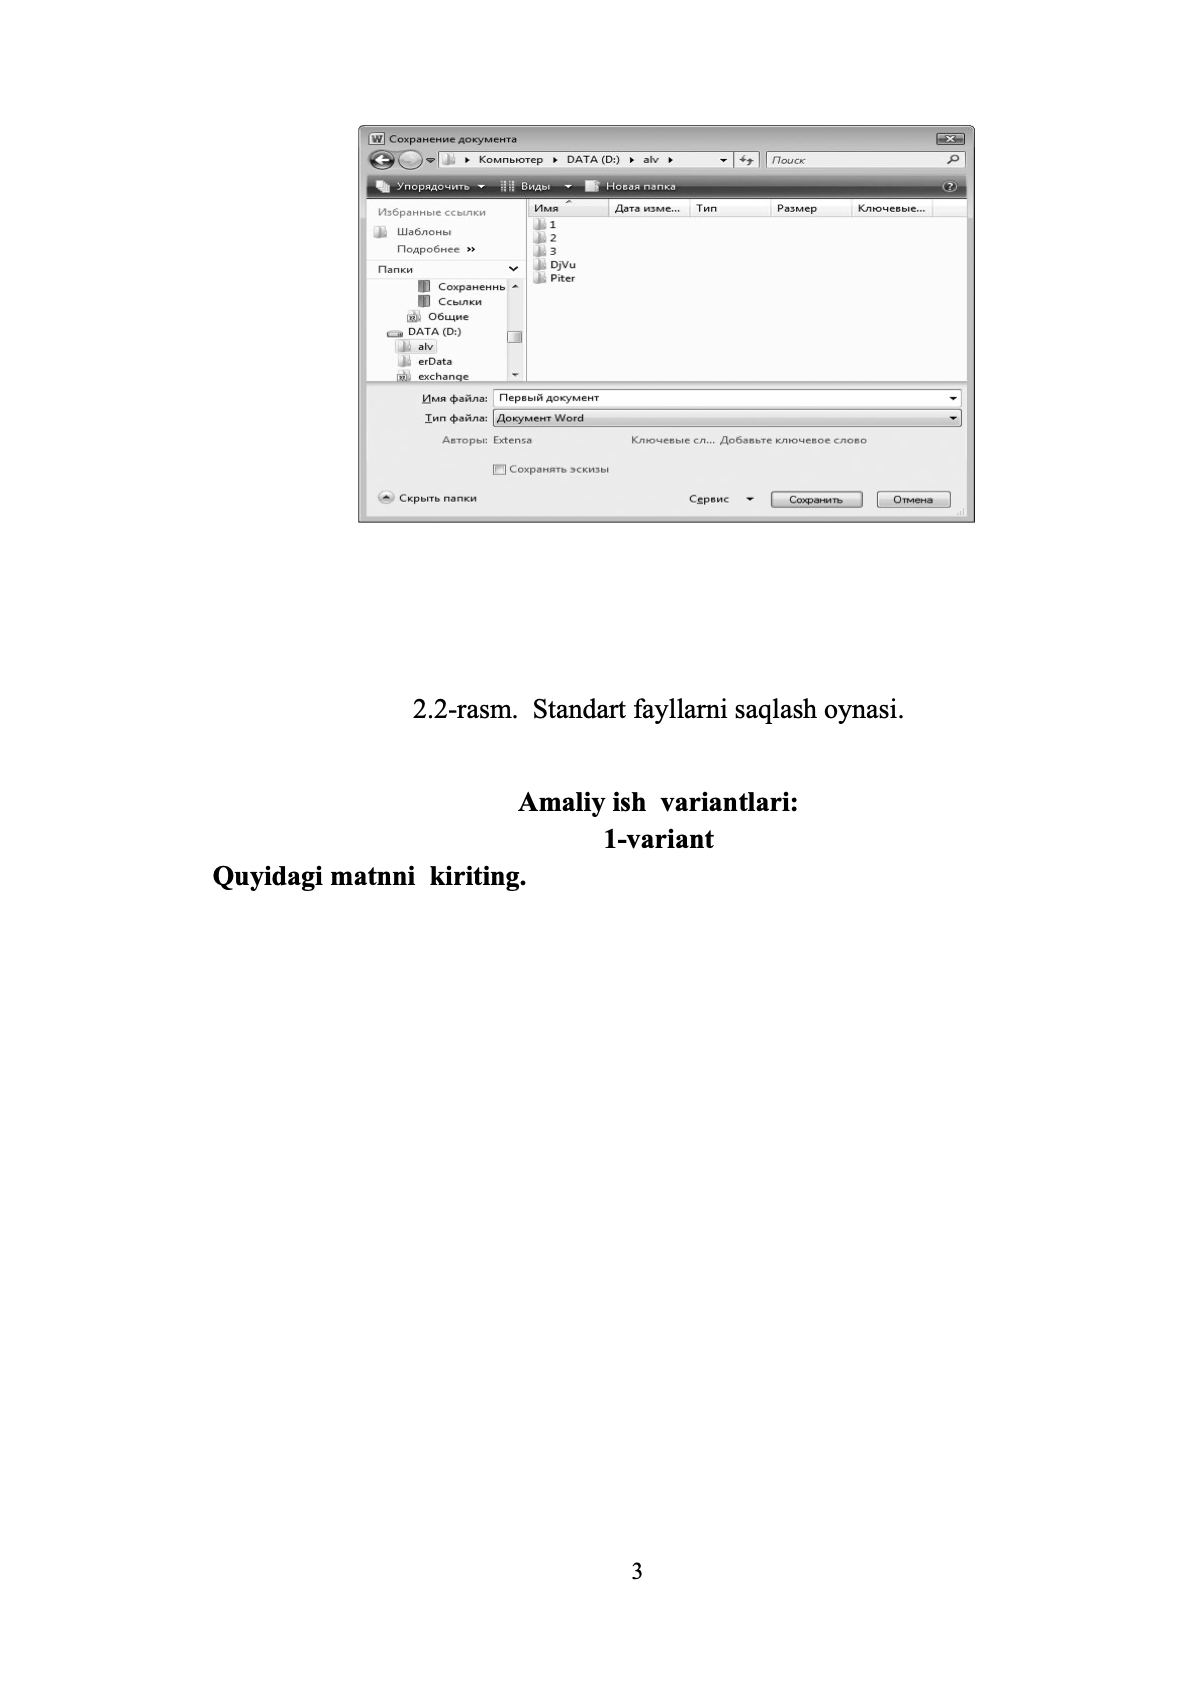 Сохранение документа
Компьютер DATA (D:) alv Поиск
Упорядочить Виды Новая папка
Избранные ссылки
Шаблоны
Подробнее »
Папки
Сохраненнь
Ссылки
Общие
DATA (D:)
alv
erData
exchange
Имя Дата изме... Тип Размер Ключевые...
1
2
3
DjVu
Piter
Имя файла: Первый документ
Тип файла: Документ Word
Авторы: Extensa Ключевые сл... Добавьте ключевое слово
Сохранять эскизы
Скрыть папки Сервис Сохранить Отмена
2.2-rasm.  Standart fayllarni saqlash oynasi.
Amaliy ish  variantlari:
1-variant
Quyidagi matnni  kiriting.
3